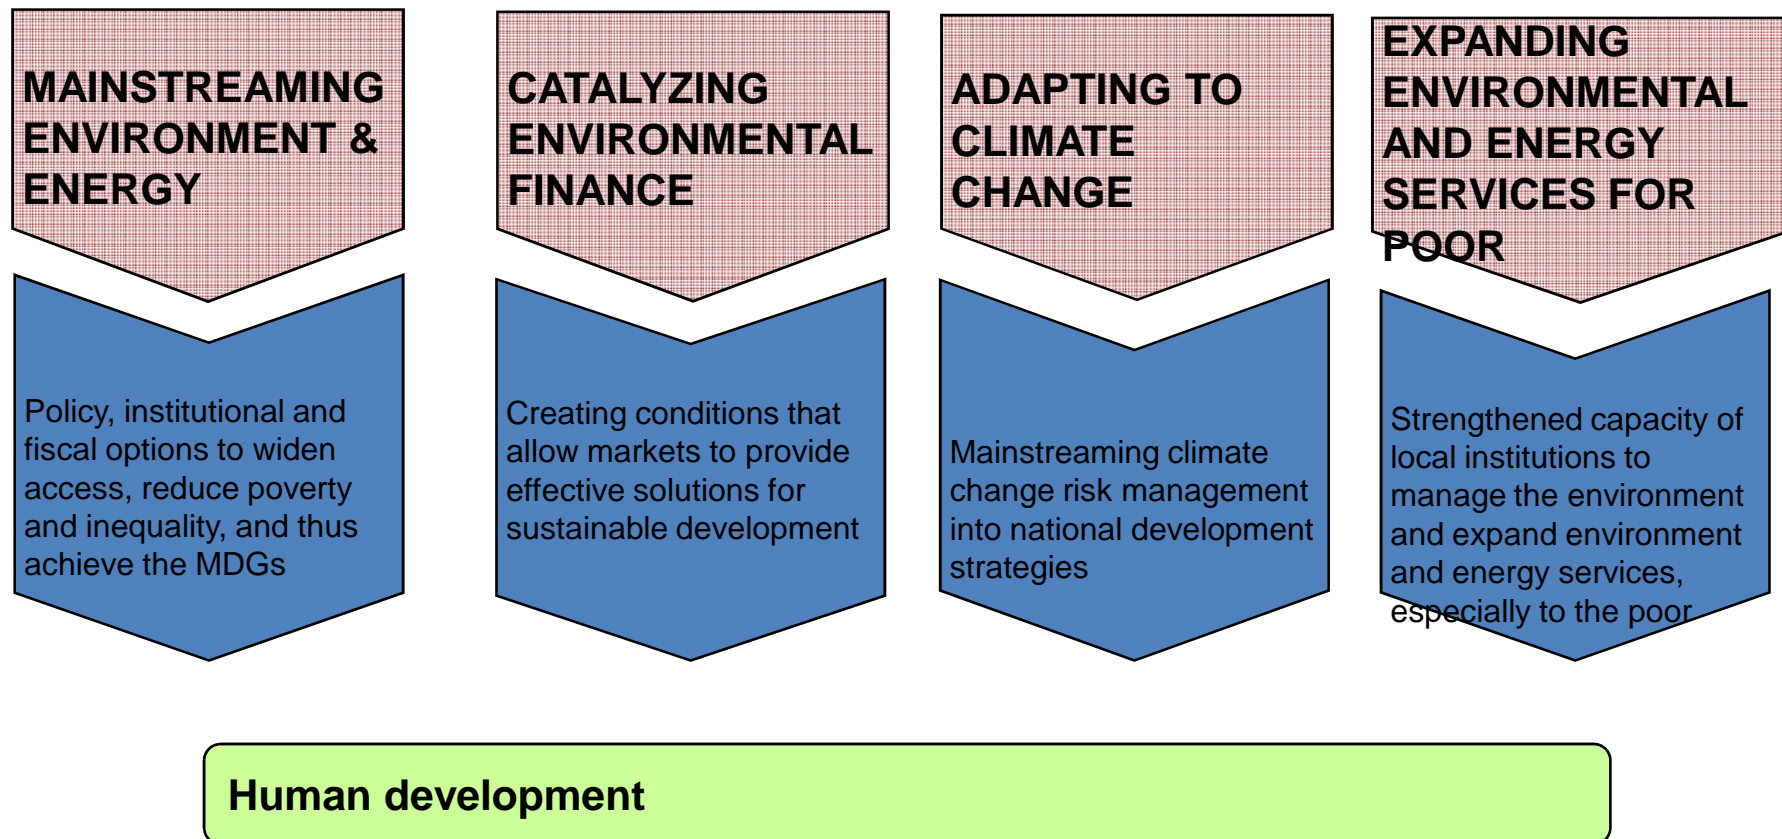 MAINSTREAMING
ENVIRONMENT &
ENERGY
CATALYZING
ENVIRONMENTAL
FINANCE
ADAPTING TO
CLIMATE
CHANGE
EXPANDING
ENVIRONMENTAL
AND ENERGY
SERVICES FOR
POOR
Policy, institutional and
fiscal options to widen
access, reduce poverty
and inequality, and thus
achieve the MDGs
Creating conditions that
allow markets to provide
effective solutions for
sustainable development
Mainstreaming climate
change risk management
into national development
strategies
Strengthened capacity of
local institutions to
manage the environment
and expand environment
and energy services,
especially to the poor
Human development